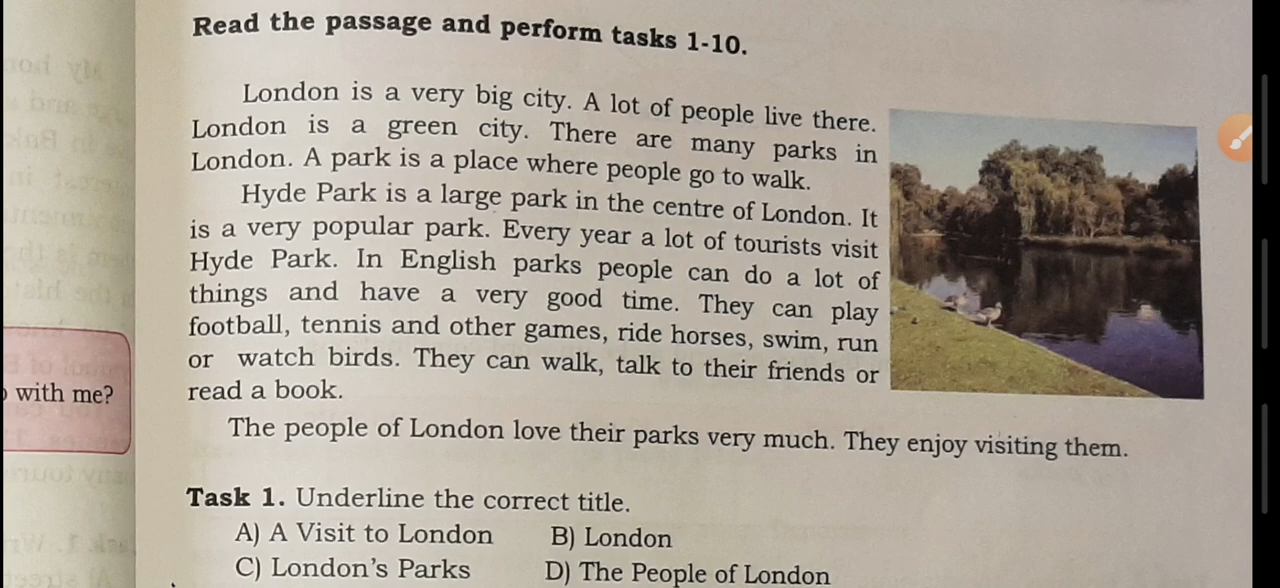 Read the passage and perform tasks 1-10.
London is a very big city. A lot of people live there.
London is a green city. There are many parks in
London. A park is a place where people go to walk.
Hyde Park is a large park in the centre of London. It
is a very popular park. Every year a lot of tourists visit
Hyde Park. In English parks people can do a lot of
things and have a very good time. They can play
football, tennis and other games, ride horses, swim, run
or watch birds. They can walk, talk to their friends or
read a book.
with me?
The people of London love their parks very much. They enjoy visiting them.
Task 1. Underline the correct title.
A) A Visit to London B) London
C) London's Parks D) The People of London